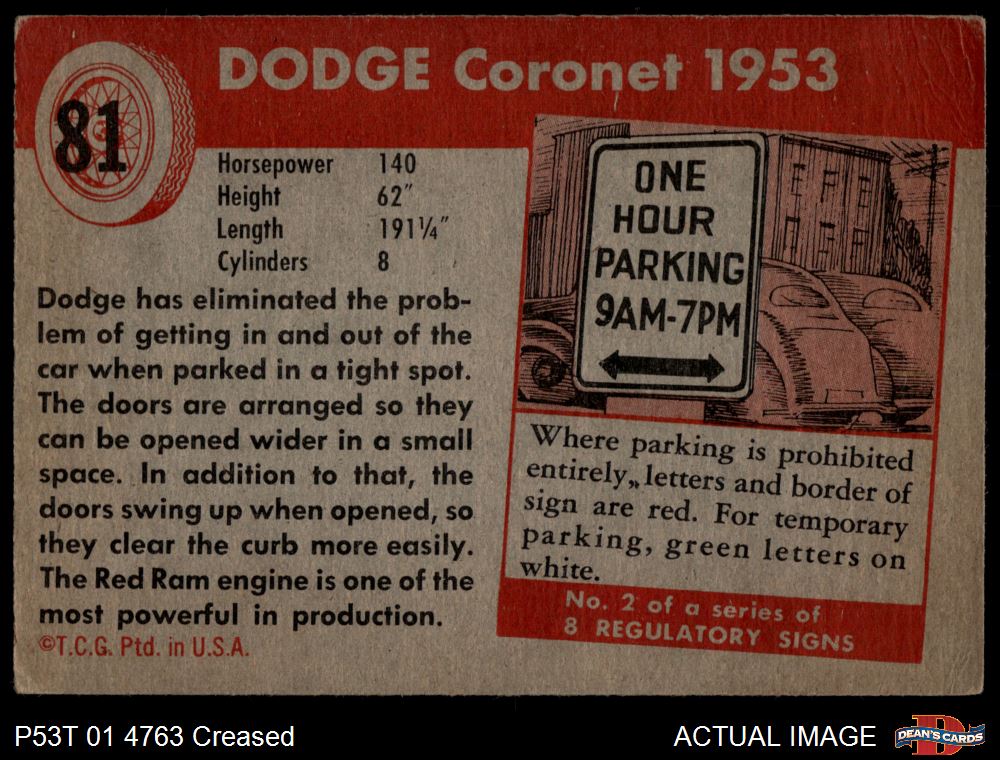 81
DODGE Coronet 1953
Horsepower 140
Height 62"
Length 191¼"
Cylinders 8
Dodge has eliminated the prob-
lem of getting in and out of the
car when parked in a tight spot.
The doors are arranged so they
can be opened wider in a small
space. In addition to that, the
doors swing up when opened, so
they clear the curb more easily.
The Red Ram engine is one of the
most powerful in production.
©T.C.G. Ptd. in U.S.A.
ONE
HOUR
PARKING
9AM-7PM
Where parking is prohibited
entirely,, letters and border of
sign are red. For temporary
parking, green letters on
white.
No. 2 of a series of
8 REGULATORY SIGNS
P53T 01 4763 Creased
ACTUAL IMAGE
DEAN'S CARDS